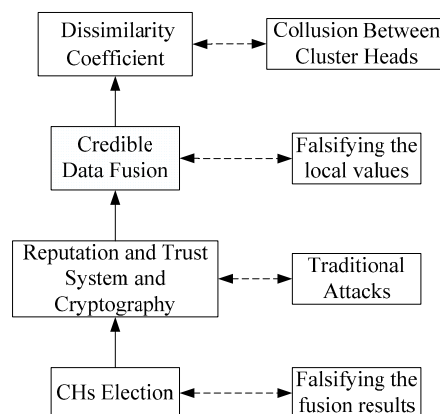 Dissimilarity
Coefficient
Collusion Between
Cluster Heads
Credible
Data Fusion
Falsifying the
local values
Reputation and Trust
System and
Cryptography
Traditional
Attacks
CHs Election
Falsifying the
fusion results